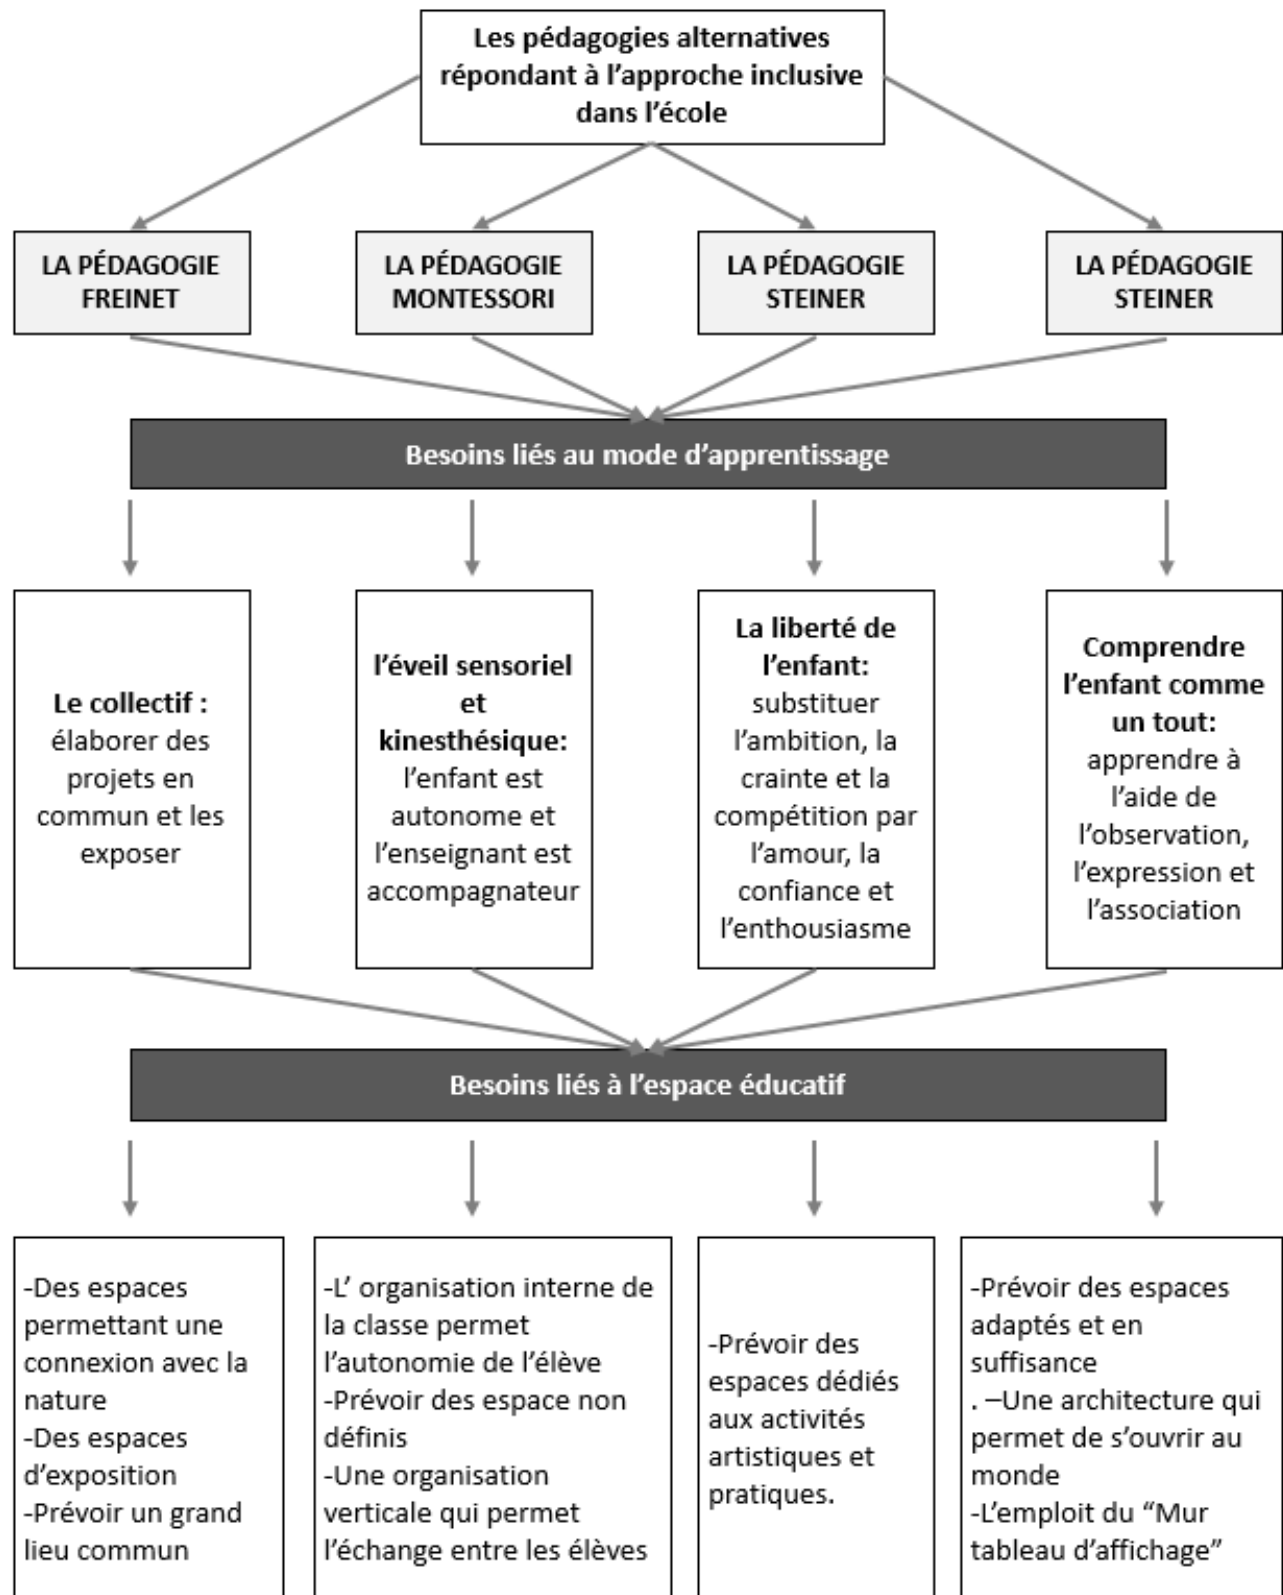 Les pédagogies alternatives
répondant à l'approche inclusive
dans l'école
LA PÉDAGOGIE
FREINET
LA PÉDAGOGIE
MONTESSORI
LA PÉDAGOGIE
STEINER
LA PÉDAGOGIE
STEINER
Besoins liés au mode d'apprentissage
Le collectif :
élaborer des
projets en
commun et les
exposer
l'éveil sensoriel
et
kinesthésique:
l'enfant est
autonome et
l'enseignant est
accompagnateur
La liberté de
l'enfant:
substituer
l'ambition, la
crainte et la
compétition par
l'amour, la
confiance et
l'enthousiasme
Comprendre
l'enfant comme
un tout:
apprendre à
l'aide de
l'observation,
l'expression et
l'association
Besoins liés à l'espace éducatif
-Des espaces
permettant une
connexion avec la
nature
-Des espaces
d'exposition
-Prévoir un grand
lieu commun
-L' organisation interne de
la classe permet
l'autonomie de l'élève
-Prévoir des espace non
définis
-Une organisation
verticale qui permet
l'échange entre les élèves
-Prévoir des
espaces dédiés
aux activités
artistiques et
pratiques.
-Prévoir des espaces
adaptés et en
suffisance
. –Une architecture qui
permet de s'ouvrir au
monde
-L'emploit du “Mur
tableau d'affichage”